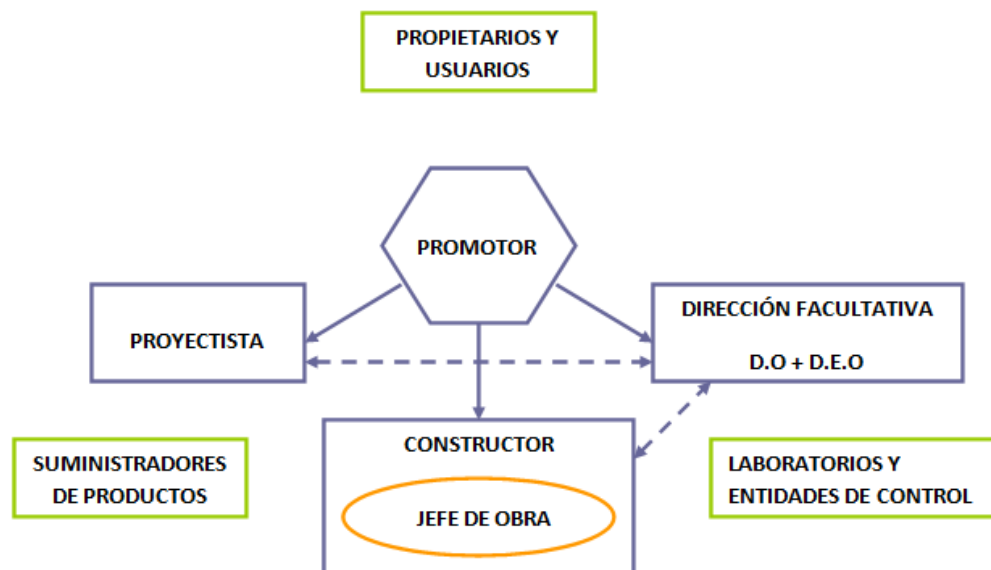 PROPIETARIOS Y
USUARIOS
PROMOTOR
PROYECTISTA
DIRECCIÓN FACULTATIVA
D.O + D.E.O
CONSTRUCTOR
JEFE DE OBRA
SUMINISTRADORES
DE PRODUCTOS
LABORATORIOS Y
ENTIDADES DE CONTROL